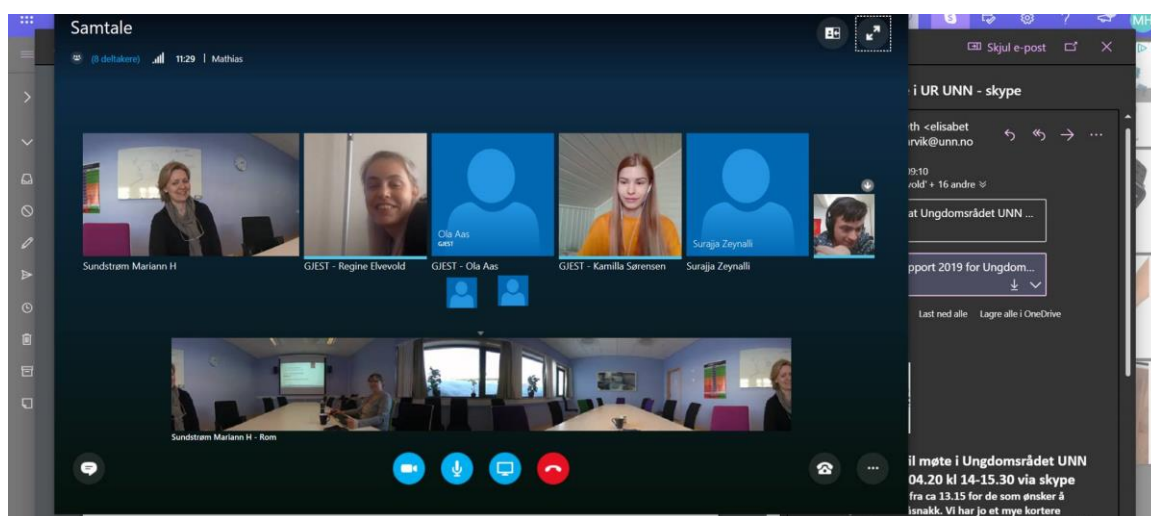 Samtale
(8 deltakere) 11:29 | Mathias
Sundstrøm Mariann H
GJEST - Regine Elvevold
Ola Aas
GJEST
GJEST - Ola Aas
GJEST - Kamilla Sørensen
Surajja Zeynalli
Surajja Zeynalli
Sundstrøm Mariann H - Rom
S
?
MH
Skjul e-post
i UR UNN - skype
th <elisabet
rvik@unn.no
09:10
vold' + 16 andre
at Ungdomsrådet UNN ...
pport 2019 for Ungdom...
Last ned alle Lagre alle i OneDrive
il møte i Ungdomsrådet UNN
04.20 kl 14-15.30 via skype
fra ca 13.15 for de som ønsker å
isnakk. Vi har jo et mye kortere